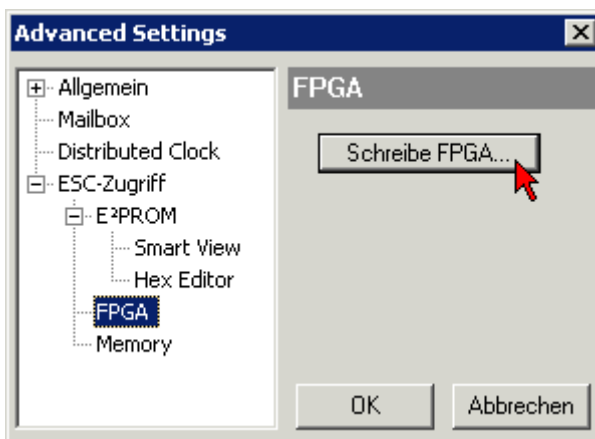 Advanced Settings
Allgemein
Mailbox
Distributed Clock
ESC-Zugriff
E²PROM
Smart View
Hex Editor
FPGA
Memory
FPGA
Schreibe FPGA...
OK
Abbrechen